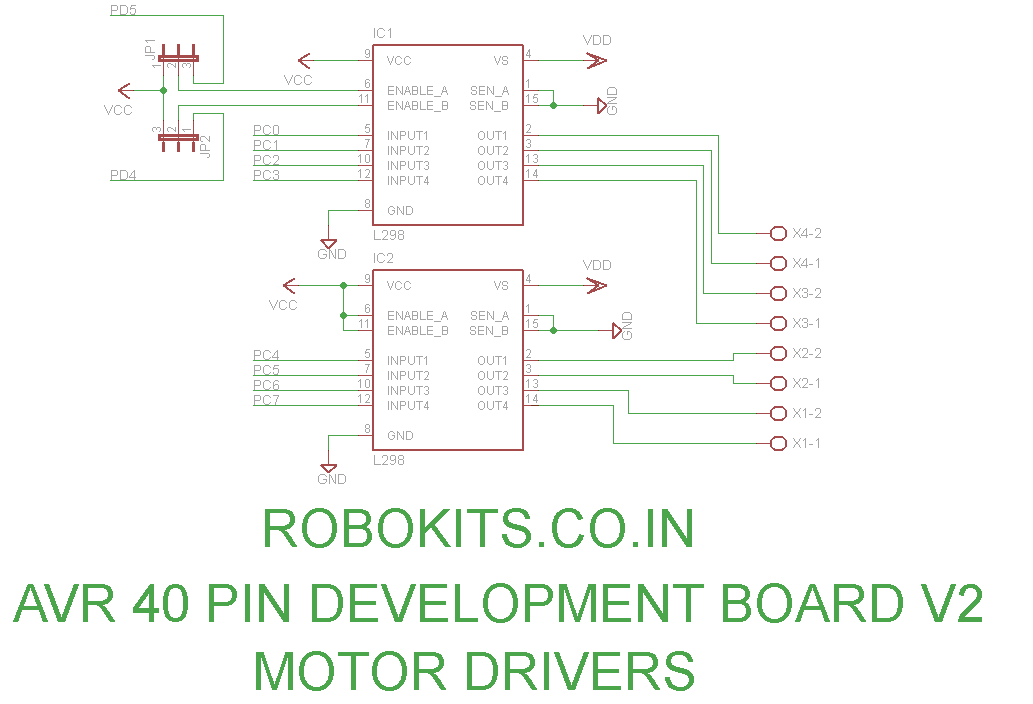 PD5
JP1
1 2 3
VCC
3 2 1
JP2
PD4
IC1
VCC 9 VCC VS 4 VDD
6 ENABLE_A SEN_A 1
11 ENABLE_B SEN_B 15 GND
PC0 5 INPUT1 OUT1 2
PC1 7 INPUT2 OUT2 3
PC2 10 INPUT3 OUT3 13
PC3 12 INPUT4 OUT4 14
8 GND
GND
L298
IC2
VCC 9 VCC VS 4 VDD
6 ENABLE_A SEN_A 1
11 ENABLE_B SEN_B 15 GND
PC4 5 INPUT1 OUT1 2
PC5 7 INPUT2 OUT2 3
PC6 10 INPUT3 OUT3 13
PC7 12 INPUT4 OUT4 14
8 GND
GND
L298
X4-2
X4-1
X3-2
X3-1
X2-2
X2-1
X1-2
X1-1
ROBOKITS.CO.IN
AVR 40 PIN DEVELOPMENT BOARD V2
MOTOR DRIVERS